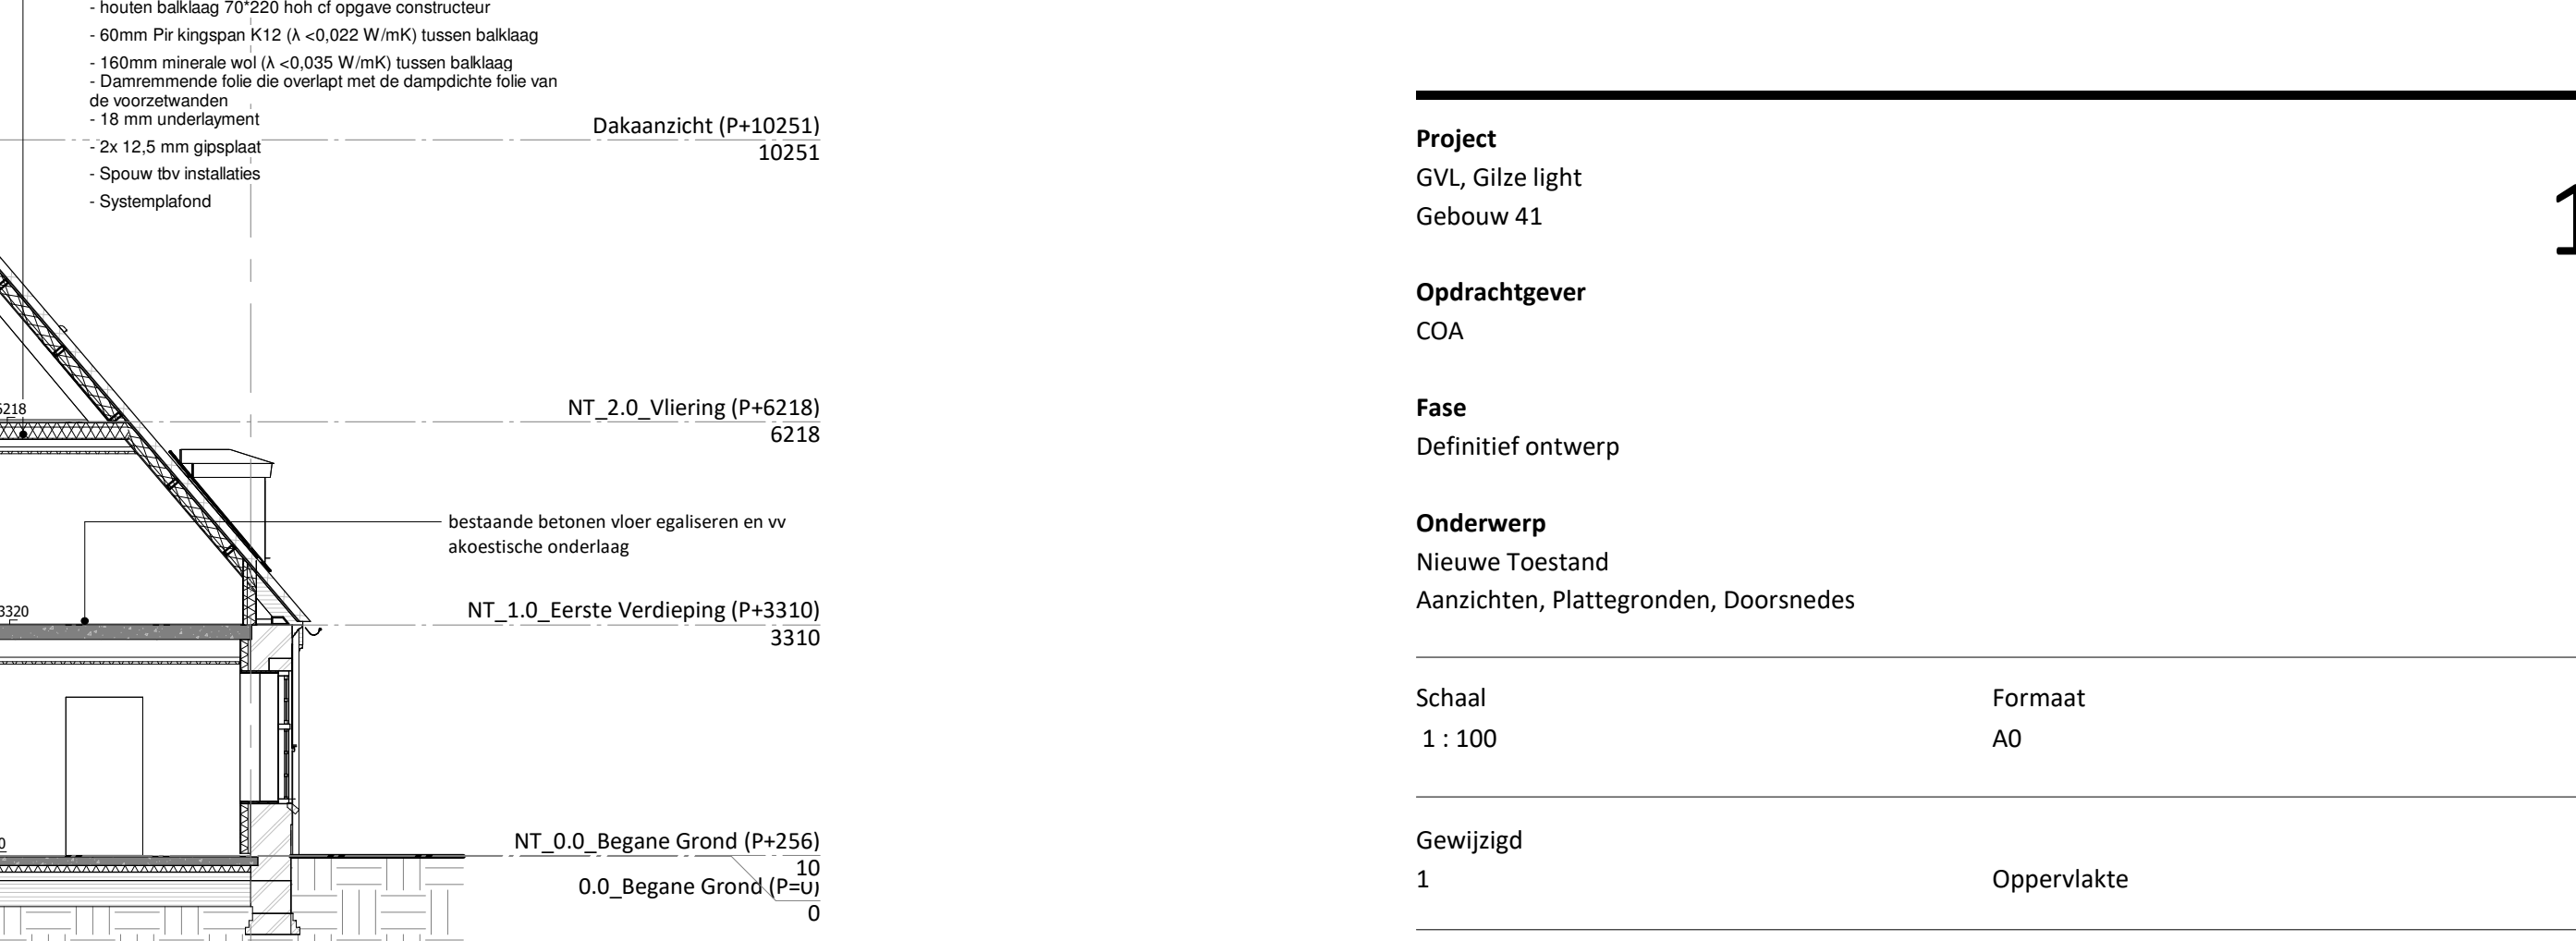 - houten balklaag 70*220 hoh cf opgave constructeur
- 60mm Pir kingspan K12 (λ <0,022 W/mK) tussen balklaag
- 160mm minerale wol (λ <0,035 W/mK) tussen balklaag
- Damremmende folie die overlapt met de dampdichte folie van
de voorzetwanden
- 18 mm underlayment
- 2x 12,5 mm gipsplaat
- Spouw tbv installaties
- Systemplafond
Dakaanzicht (P+10251)
10251
6218
NT_2.0_Vliering (P+6218)
6218
bestaande betonen vloer egaliseren en vv
akoestische onderlaag
3320
NT_1.0_Eerste Verdieping (P+3310)
3310
0
NT_0.0_Begane Grond (P+256)
10
0.0_Begane Grond (P=0)
0
Project
GVL, Gilze light
Gebouw 41
1
Opdrachtgever
COA
Fase
Definitief ontwerp
Onderwerp
Nieuwe Toestand
Aanzichten, Plattegronden, Doorsnedes
Schaal
1 : 100
Formaat
A0
Gewijzigd
1
Oppervlakte